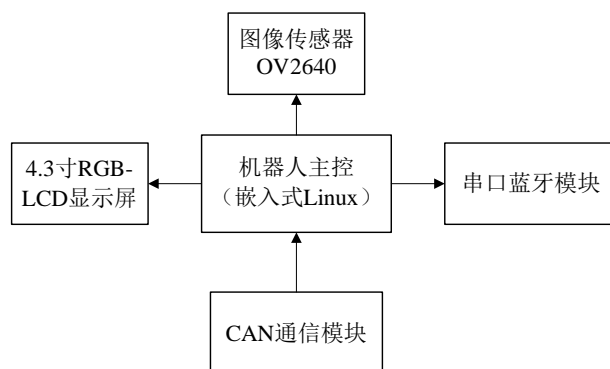 图像传感器
OV2640
4.3寸RGB-
LCD显示屏
机器人主控
（嵌入式Linux）
串口蓝牙模块
CAN通信模块